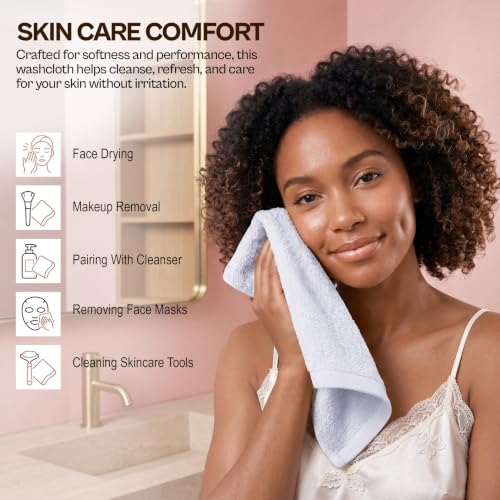 SKIN CARE COMFORT
Crafted for softness and performance, this
washcloth helps cleanse, refresh, and care
for your skin without irritation.
Face Drying
Makeup Removal
Pairing With Cleanser
Removing Face Masks
Cleaning Skincare Tools